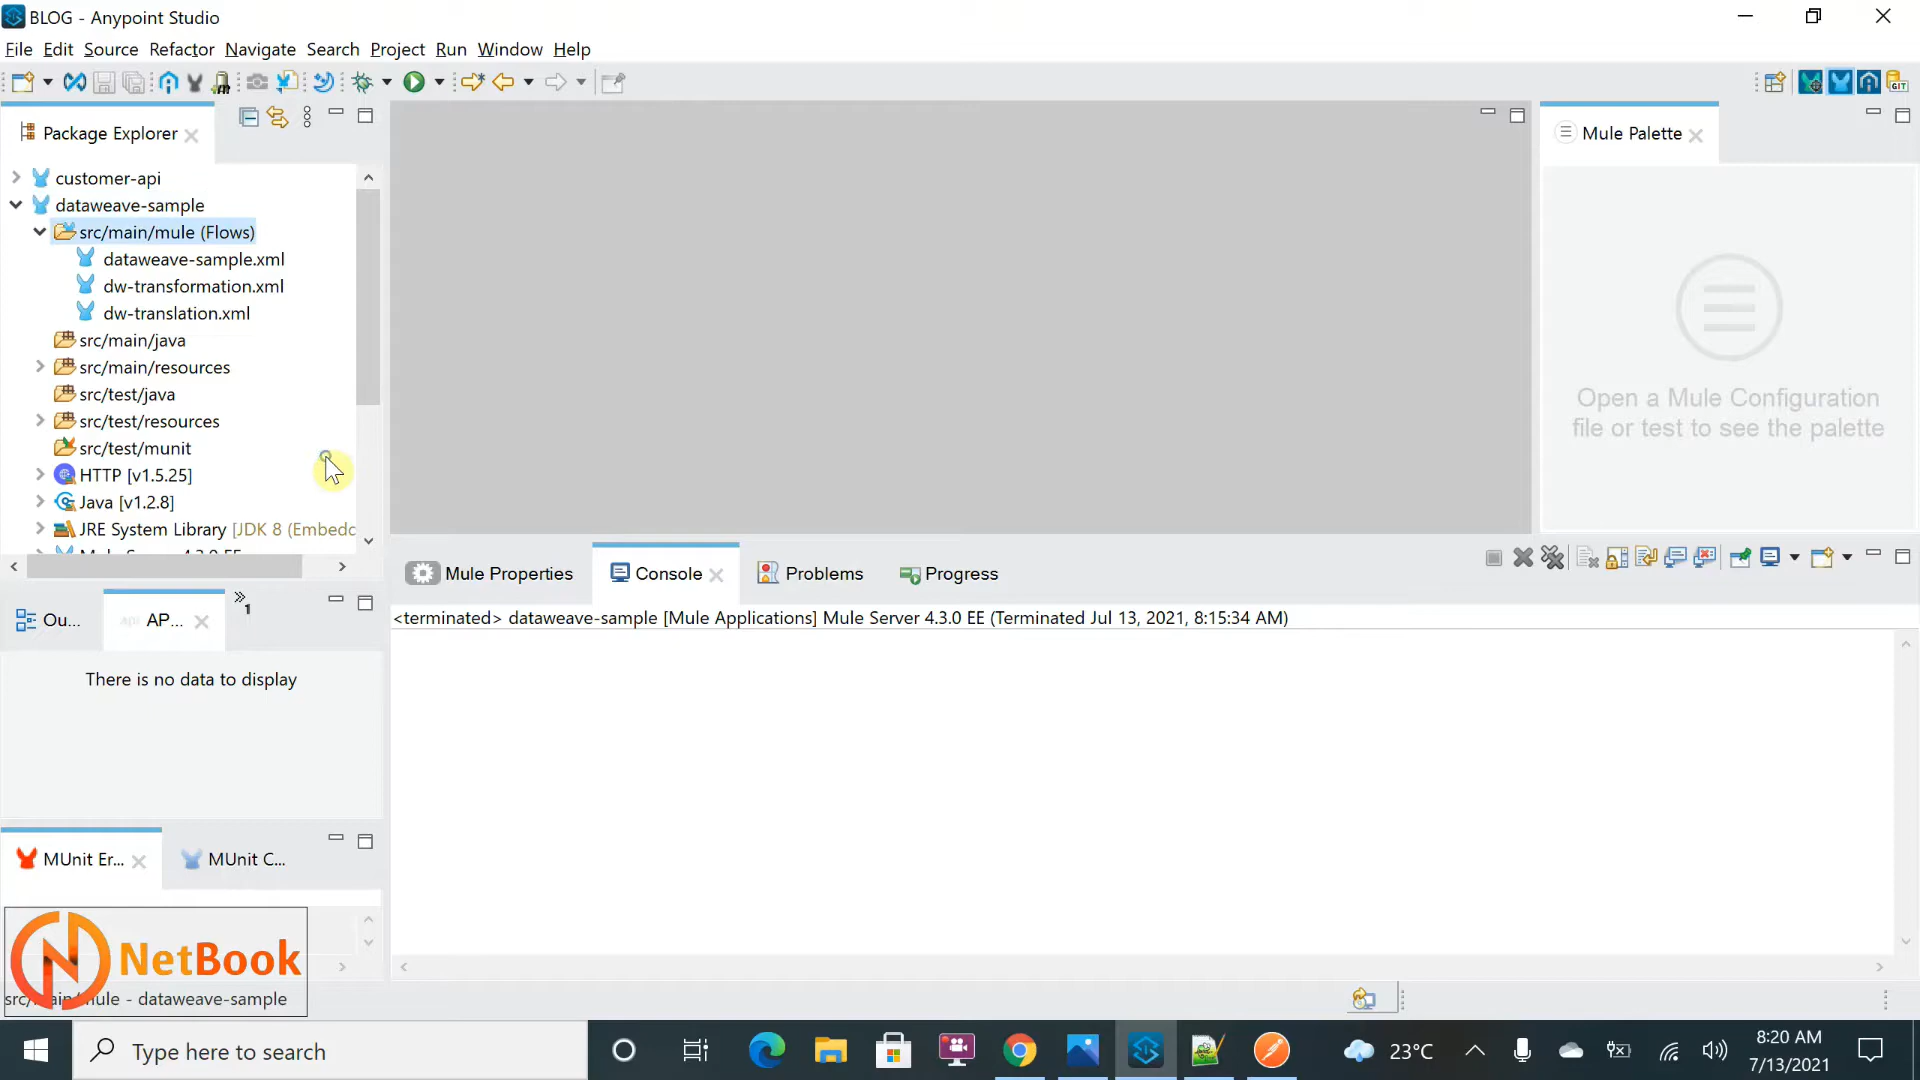 BLOG - Anypoint Studio
File Edit Source Refactor Navigate Search Project Run Window Help
GIT
Package Explorer
Mule Palette
customer-api
dataweave-sample
src/main/mule (Flows)
dataweave-sample.xml
dw-transformation.xml
dw-translation.xml
src/main/java
src/main/resources
src/test/java
src/test/resources
src/test/munit
HTTP [v1.5.25]
Java [v1.2.8]
JRE System Library [JDK 8 (Embedc
Open a Mule Configuration
file or test to see the palette
Mule Properties Console Problems Progress
<terminated> dataweave-sample [Mule Applications] Mule Server 4.3.0 EE (Terminated Jul 13, 2021, 8:15:34 AM)
Ou... AP... »1
There is no data to display
MUnit Er... MUnit C...
NetBook
- dataweave-sample
Type here to search
23°C
8:20 AM
7/13/2021